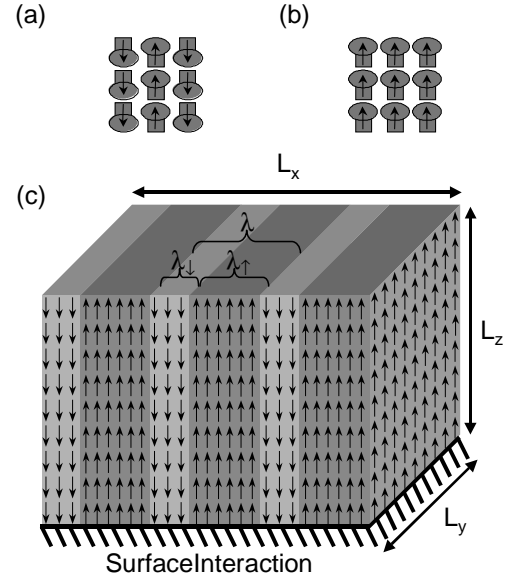 (a)
(b)
Lx
(c)
λ
λ↓ λ↑
Lz
Ly
SurfaceInteraction